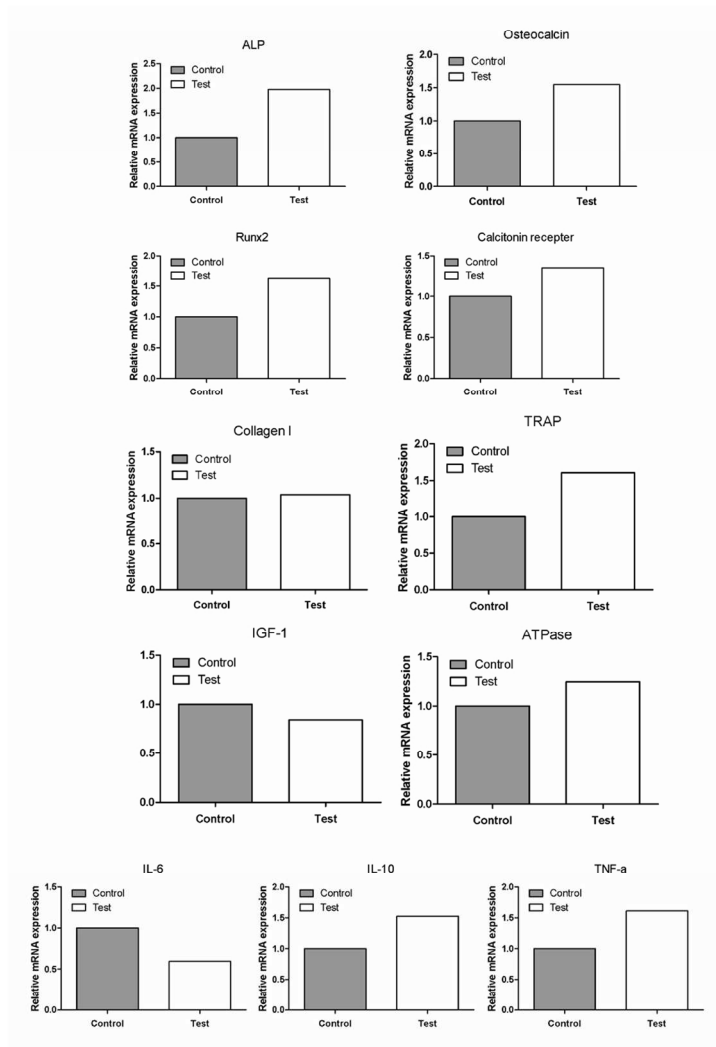 ALP
Relative mRNA expression
2.5
2.0
1.5
1.0
0.5
0.0
Control
Test
Control Test
Osteocalcin
Relative mRNA expression
2.0
1.5
1.0
0.5
0.0
Control
Test
Control Test
Runx2
Relative mRNA expression
2.0
1.5
1.0
0.5
0.0
Control
Test
Control Test
Calcitonin recepter
Relative mRNA expression
1.5
1.0
0.5
0.0
Control
Test
Control Test
Collagen I
Relative mRNA expression
1.5
1.0
0.5
0.0
Control
Test
Control Test
TRAP
Relative mRNA expression
2.0
1.5
1.0
0.5
0.0
Control
Test
Control Test
IGF-1
Relative mRNA expression
1.5
1.0
0.5
0.0
Control
Test
Control Test
ATPase
Relative mRNA expression
1.5
1.0
0.5
0.0
Control
Test
Control Test
IL-6
Relative mRNA expression
1.5
1.0
0.5
0.0
Control
Test
Control Test
IL-10
Relative mRNA expression
2.0
1.5
1.0
0.5
0.0
Control
Test
Control Test
TNF-a
Relative mRNA expression
2.0
1.5
1.0
0.5
0.0
Control
Test
Control Test